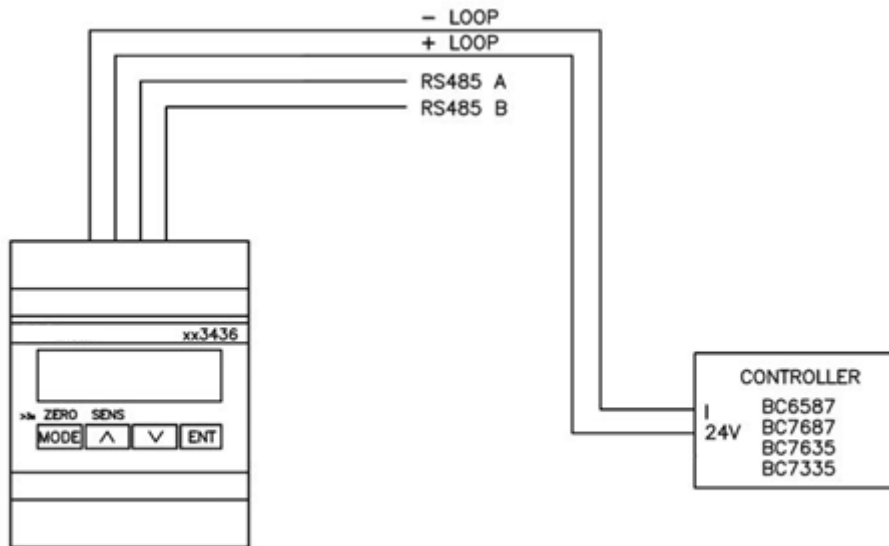 - LOOP
+ LOOP
RS485 A
RS485 B
xx3436
ZERO SENS
MODE ENT
CONTROLLER
I BC6587
24V BC7687
BC7635
BC7335